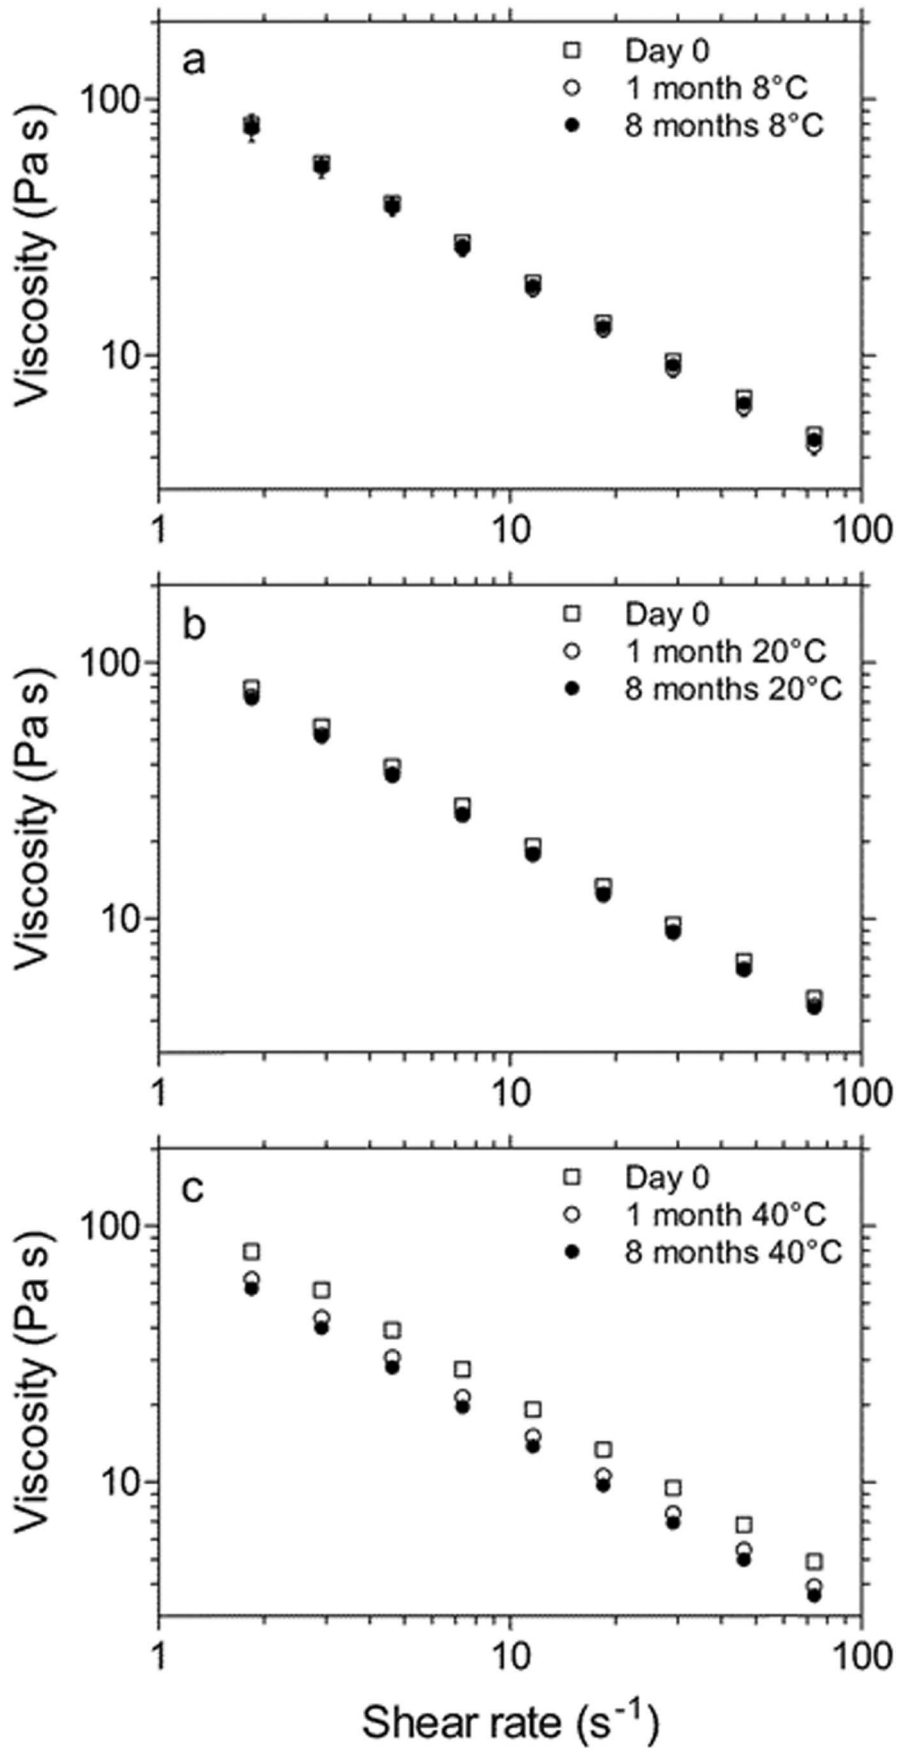 a
Day 0
1 month 8°C
8 months 8°C
100
10
Viscosity (Pa s)
1
10
100
b
Day 0
1 month 20°C
8 months 20°C
100
10
Viscosity (Pa s)
1
10
100
c
Day 0
1 month 40°C
8 months 40°C
100
10
Viscosity (Pa s)
1
10
100
Shear rate (s⁻¹)